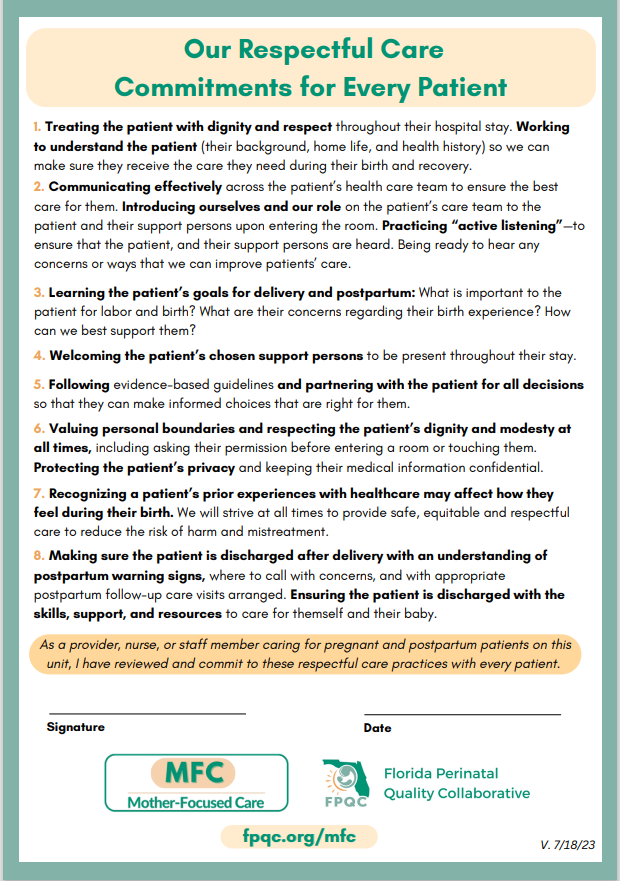 Our Respectful Care
Commitments for Every Patient
1. Treating the patient with dignity and respect throughout their hospital stay. Working
to understand the patient (their background, home life, and health history) so we can
make sure they receive the care they need during their birth and recovery.
2. Communicating effectively across the patient's health care team to ensure the best
care for them. Introducing ourselves and our role on the patient's care team to the
patient and their support persons upon entering the room. Practicing “active listening”—to
ensure that the patient, and their support persons are heard. Being ready to hear any
concerns or ways that we can improve patients' care.
3. Learning the patient's goals for delivery and postpartum: What is important to the
patient for labor and birth? What are their concerns regarding their birth experience? How
can we best support them?
4. Welcoming the patient's chosen support persons to be present throughout their stay.
5. Following evidence-based guidelines and partnering with the patient for all decisions
so that they can make informed choices that are right for them.
6. Valuing personal boundaries and respecting the patient's dignity and modesty at
all times, including asking their permission before entering a room or touching them.
Protecting the patient's privacy and keeping their medical information confidential.
7. Recognizing a patient's prior experiences with healthcare may affect how they
feel during their birth. We will strive at all times to provide safe, equitable and respectful
care to reduce the risk of harm and mistreatment.
8. Making sure the patient is discharged after delivery with an understanding of
postpartum warning signs, where to call with concerns, and with appropriate
postpartum follow-up care visits arranged. Ensuring the patient is discharged with the
skills, support, and resources to care for themself and their baby.
As a provider, nurse, or staff member caring for pregnant and postpartum patients on this
unit, I have reviewed and commit to these respectful care practices with every patient.
Signature
Date
MFC
Mother-Focused Care
FPQC
Florida Perinatal
Quality Collaborative
fpqc.org/mfc
V. 7/18/23